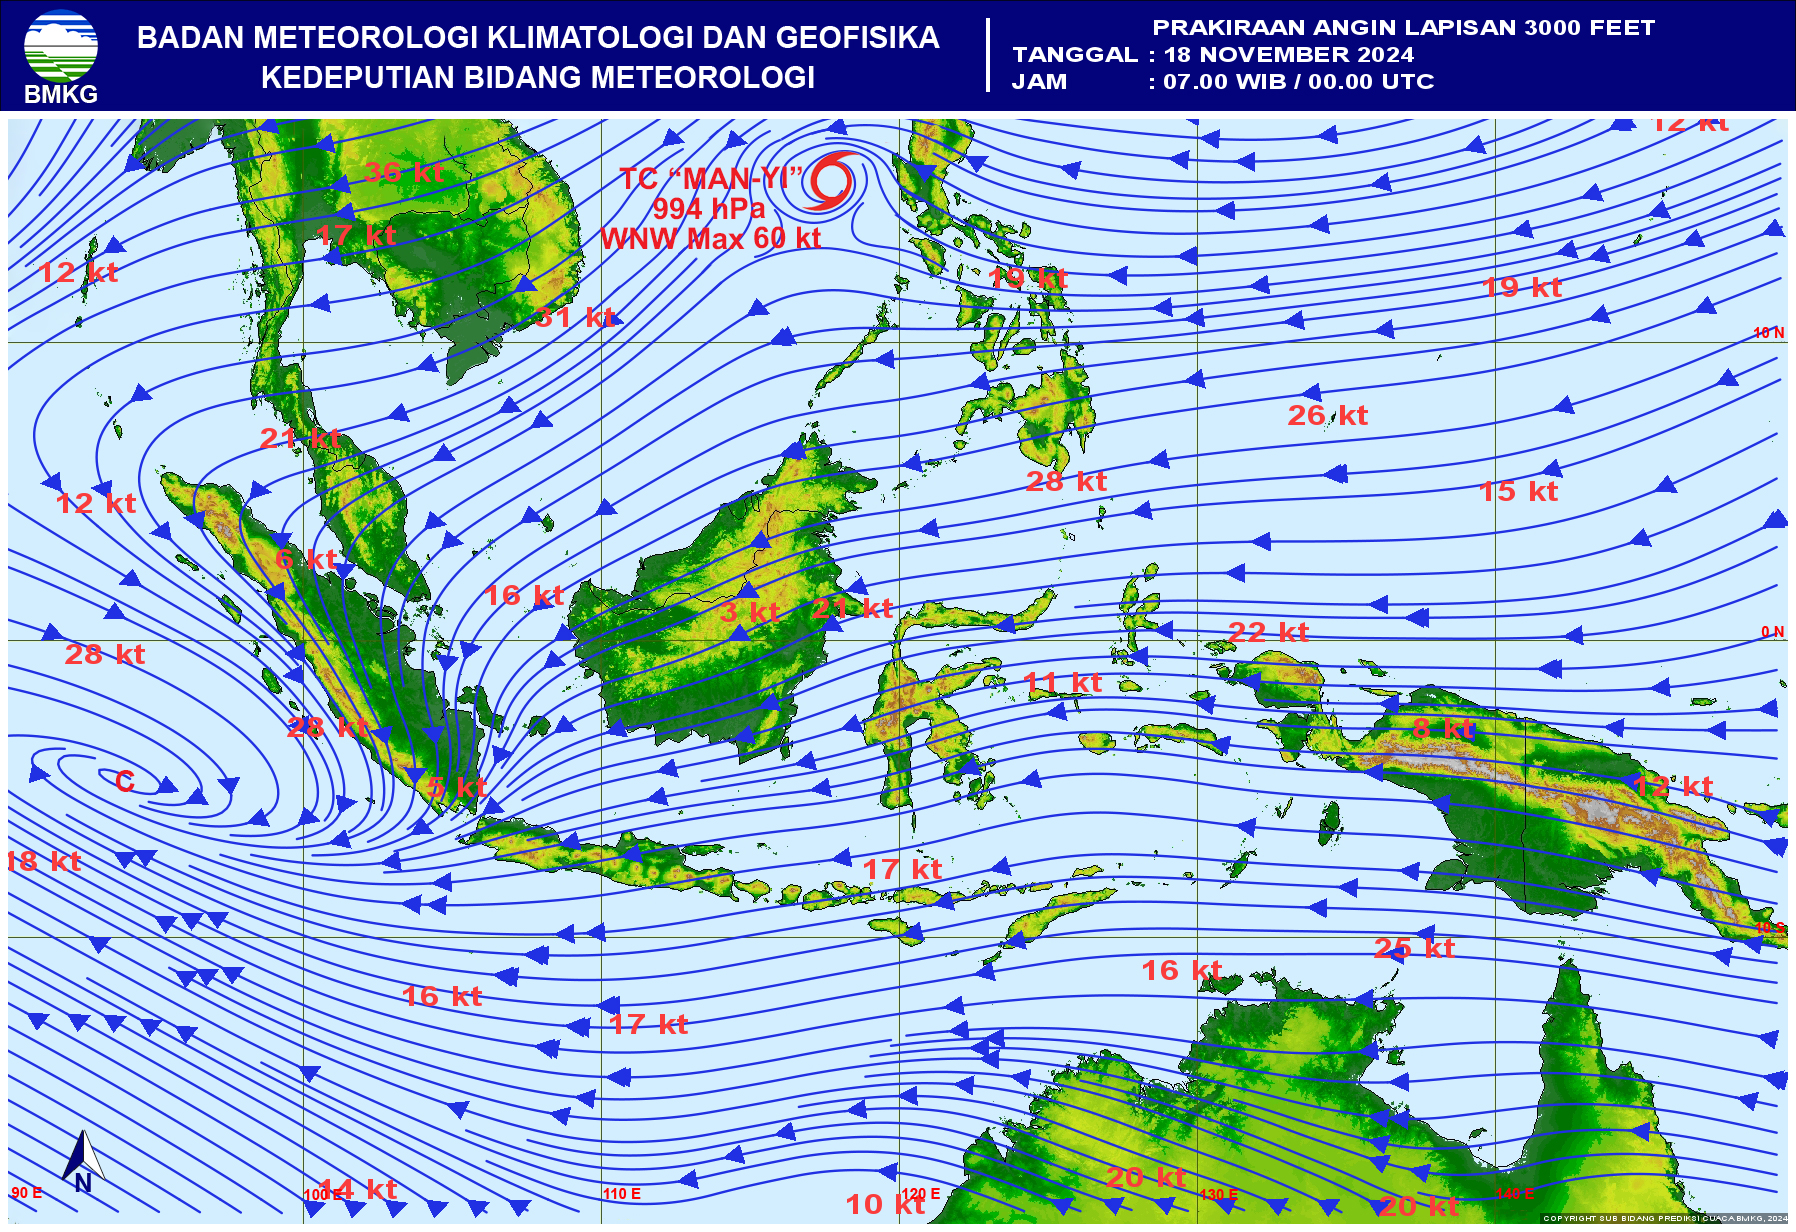 BADAN METEOROLOGI KLIMATOLOGI DAN GEOFISIKA
KEDEPUTIAN BIDANG METEOROLOGI
BMKG
PRAKIRAAN ANGIN LAPISAN 3000 FEET
TANGGAL : 18 NOVEMBER 2024
JAM : 07.00 WIB / 00.00 UTC
12 kt
36 kt
TC “MAN-YI”
994 hPa
WNW Max 60 kt
17 kt
12 kt
19 kt
19 kt
31 kt
10 N
26 kt
21 kt
28 kt
15 kt
12 kt
6 kt
16 kt
3 kt
21 kt
22 kt
0 N
28 kt
11 kt
28 kt
8 kt
C
5 kt
12 kt
18 kt
17 kt
10 S
25 kt
16 kt
16 kt
17 kt
N
90 E
100 E
14 kt
110 E
10 kt
120 E
20 kt
130 E
20 kt
140 E
COPYRIGHT SUB BIDANG PREDIKSI CUACA BMKG, 2024